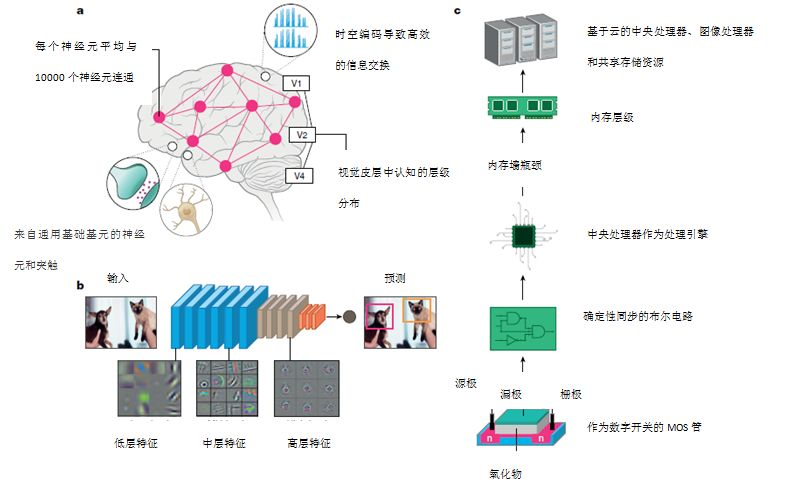 a
每个神经元平均与
10000 个神经元连通
时空编码导致高效
的信息交换
V1
V2
V4
视觉皮层中认知的层级
分布
来自通用基础基元的神经
元和突触
b
输入
预测
低层特征
中层特征
高层特征
c
基于云的中央处理器、图像处理器
和共享存储资源
内存层级
内存墙瓶颈
中央处理器作为处理引擎
确定性同步的布尔电路
源极
漏极
栅极
n
n
作为数字开关的 MOS 管
氧化物